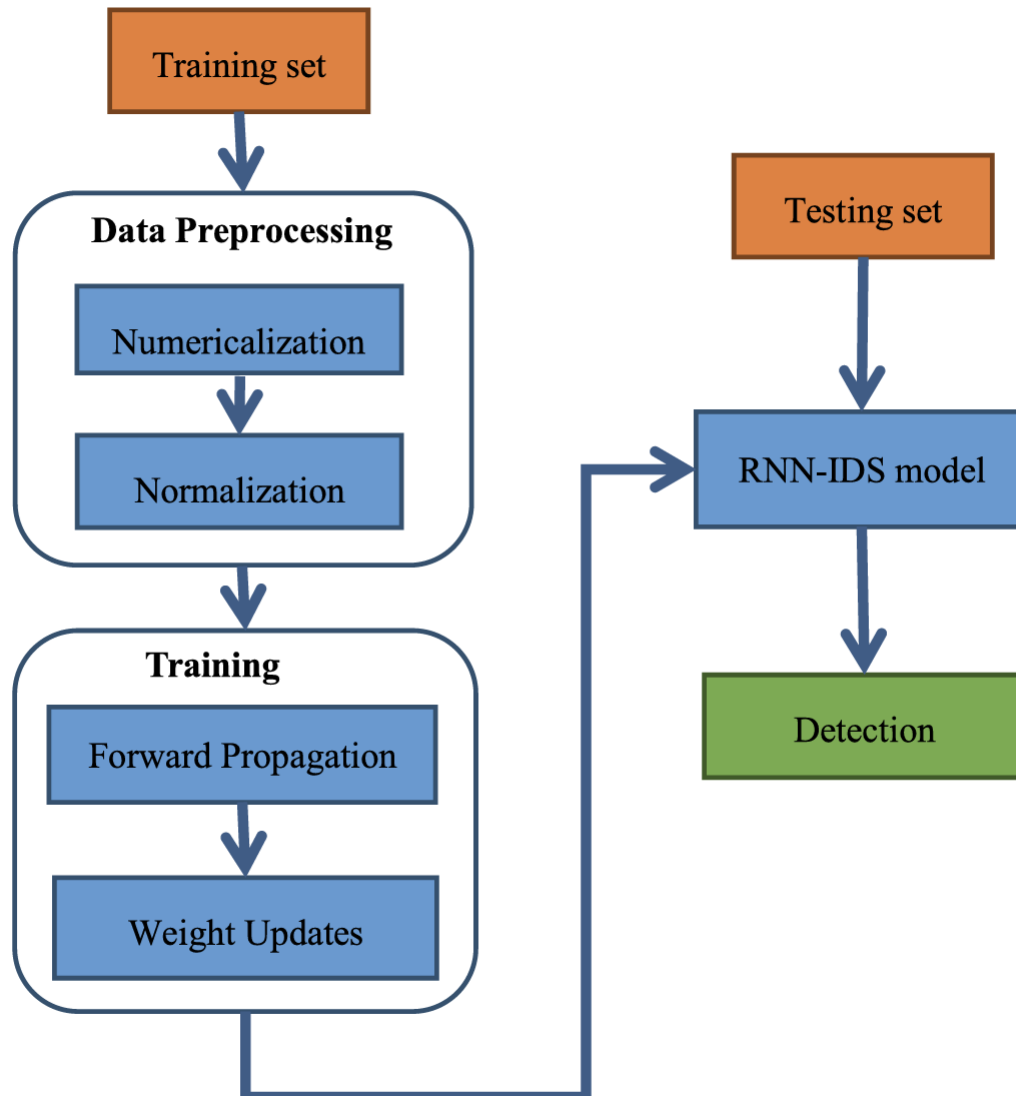 Training set
Data Preprocessing
Numericalization
Normalization
Training
Forward Propagation
Weight Updates
Testing set
RNN-IDS model
Detection